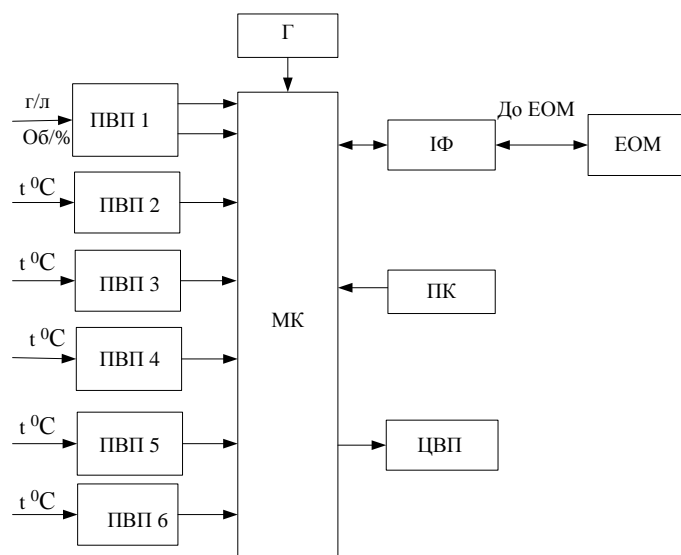 Г
г/л
Об/%
ПВП 1
До ЕОМ
ІФ
ЕОМ
t ⁰C
ПВП 2
t ⁰C
ПВП 3
ПК
МК
t ⁰C
ПВП 4
t ⁰C
ПВП 5
ЦВП
t ⁰C
ПВП 6